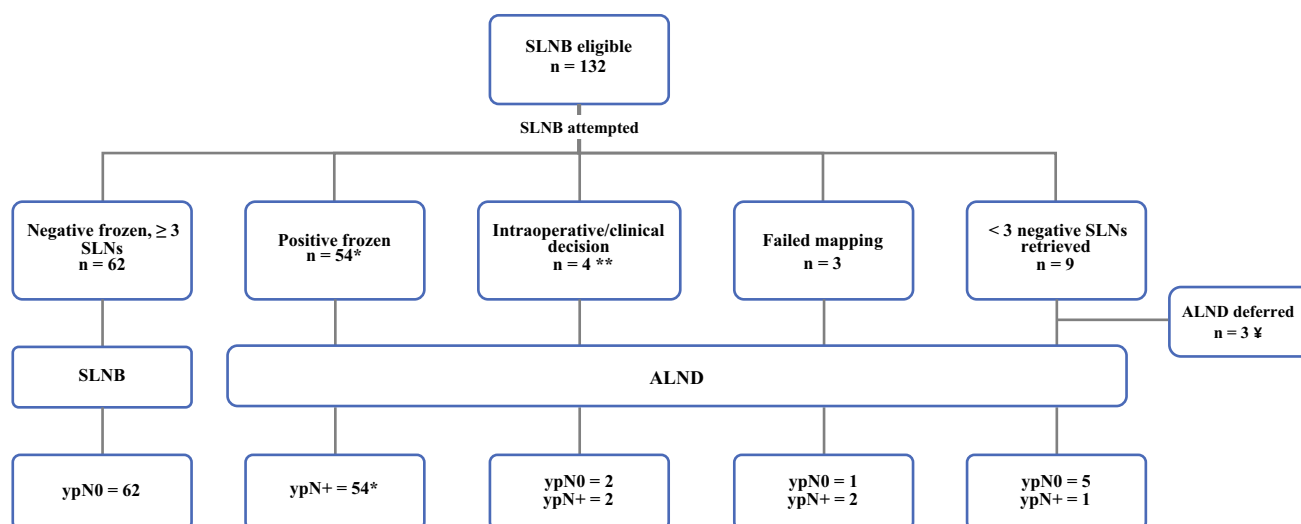 SLNB eligible
n = 132
SLNB attempted
Negative frozen, ≥ 3
SLNs
n = 62
Positive frozen
n = 54*
Intraoperative/clinical
decision
n = 4 **
Failed mapping
n = 3
< 3 negative SLNs
retrieved
n = 9
ALND deferred
n = 3 ¥
SLNB
ALND
ypN0 = 62
ypN+ = 54*
ypN0 = 2
ypN+ = 2
ypN0 = 1
ypN+ = 2
ypN0 = 5
ypN+ = 1